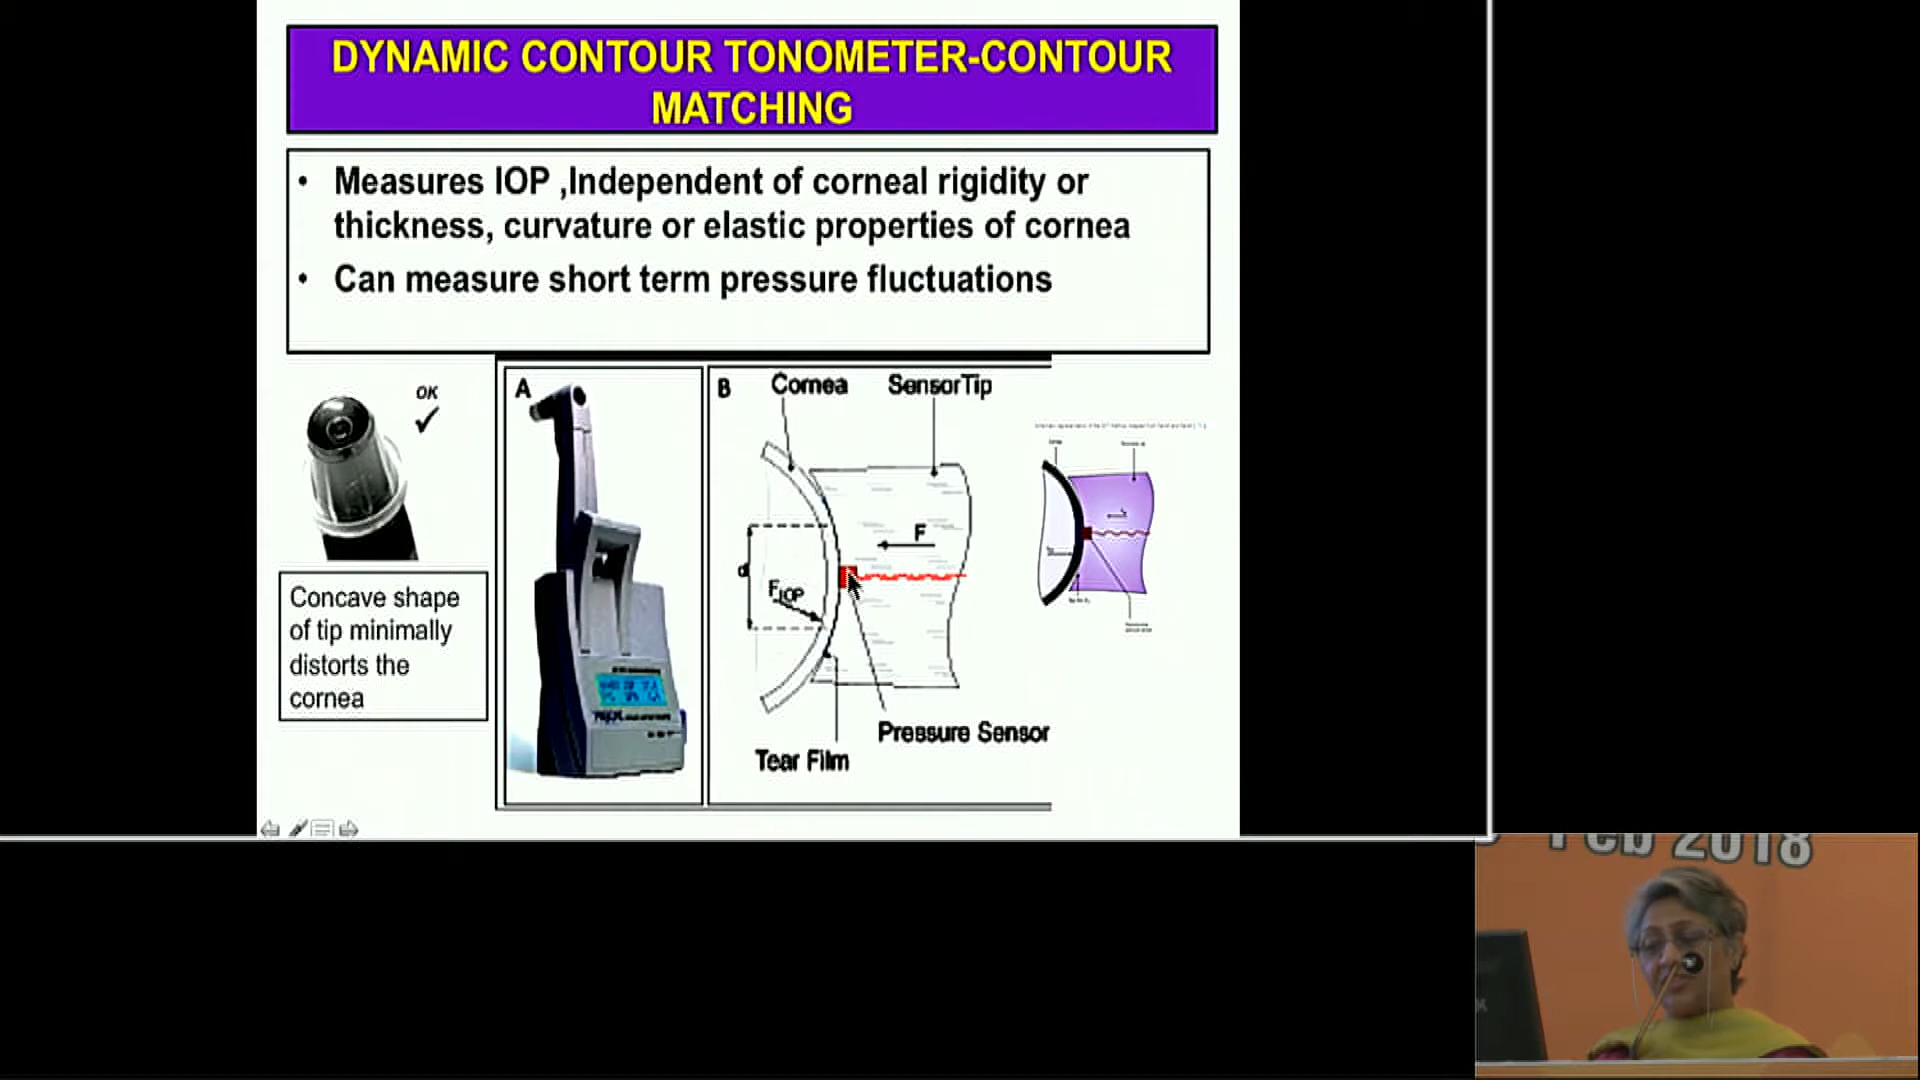 DYNAMIC CONTOUR TONOMETER-CONTOUR
MATCHING
• Measures IOP ,Independent of corneal rigidity or
thickness, curvature or elastic properties of cornea
• Can measure short term pressure fluctuations
OK
Concave shape
of tip minimally
distorts the
cornea
A
B
Cornea
SensorTip
F
d
FIOP
Pressure Sensor
Tear Film
Feb 2018